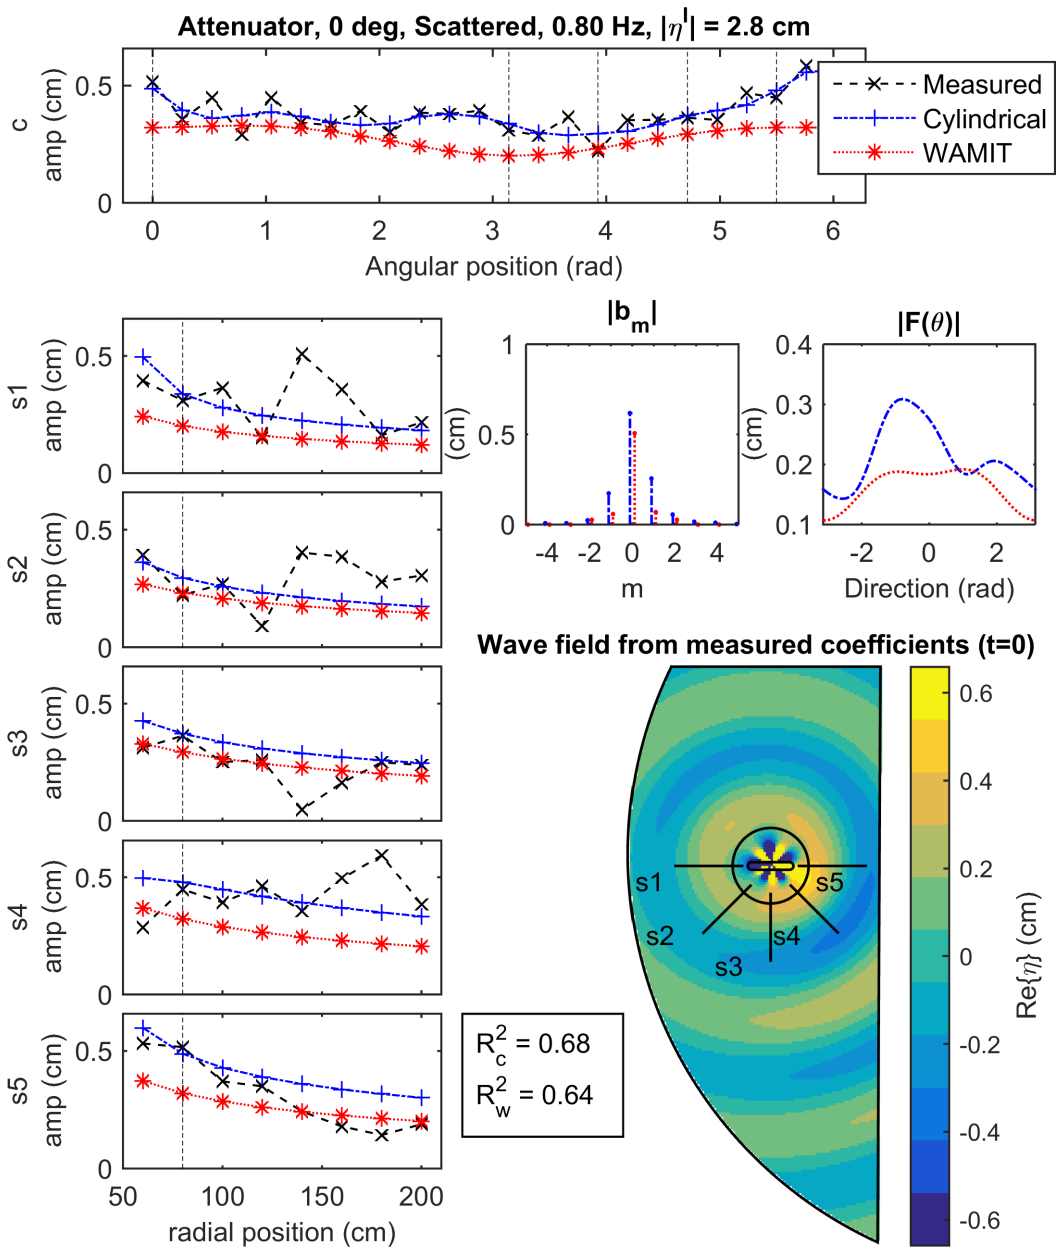 Attenuator, 0 deg, Scattered, 0.80 Hz, |η^I| = 2.8 cm
c
amp (cm)
0.5
0
Measured
Cylindrical
WAMIT
0 1 2 3 4 5 6
Angular position (rad)
s1
amp (cm)
0.5
0
|b_m|
(cm)
1
0.5
0
-4 -2 0 2 4
m
|F(θ)|
(cm)
0.4
0.3
0.2
0.1
-2 0 2
Direction (rad)
s2
amp (cm)
0.5
0
s3
amp (cm)
0.5
0
s4
amp (cm)
0.5
0
s5
amp (cm)
0.5
0
50 100 150 200
radial position (cm)
R_c^2 = 0.68
R_w^2 = 0.64
Wave field from measured coefficients (t=0)
s1
s2
s3
s4
s5
0.6
0.4
0.2
0
-0.2
-0.4
-0.6
Re{η} (cm)